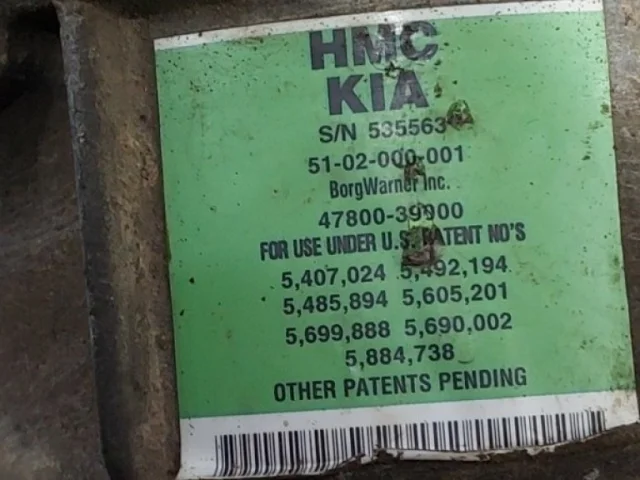 HMC
KIA
S/N 535563
51-02-000-001
BorgWarner Inc.
47800-39000
FOR USE UNDER U.S. PATENT NO'S
5,407,024 5,492,194
5,485,894 5,605,201
5,699,888 5,690,002
5,884,738
OTHER PATENTS PENDING